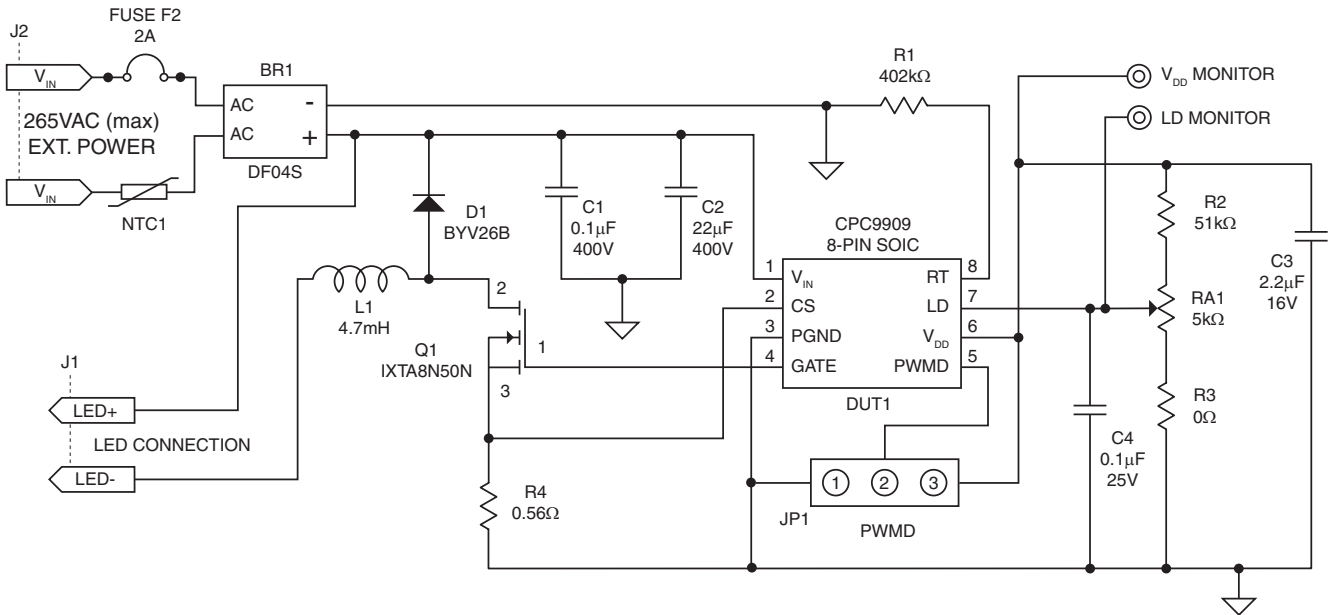 FUSE F2
2A
J2
V_IN
265VAC (max)
EXT. POWER
V_IN
NTC1
BR1
AC
AC
-
+
DF04S
R1
402kΩ
V_DD MONITOR
LD MONITOR
D1
BYV26B
C1
0.1µF
400V
C2
22µF
400V
CPC9909
8-PIN SOIC
1
V_IN
RT
8
2
CS
LD
7
3
PGND
V_DD
6
4
GATE
PWMD
5
DUT1
R2
51kΩ
RA1
5kΩ
R3
0Ω
C3
2.2µF
16V
C4
0.1µF
25V
L1
4.7mH
2
Q1
IXTA8N50N
1
3
J1
LED+
LED CONNECTION
LED-
R4
0.56Ω
1
2
3
JP1
PWMD